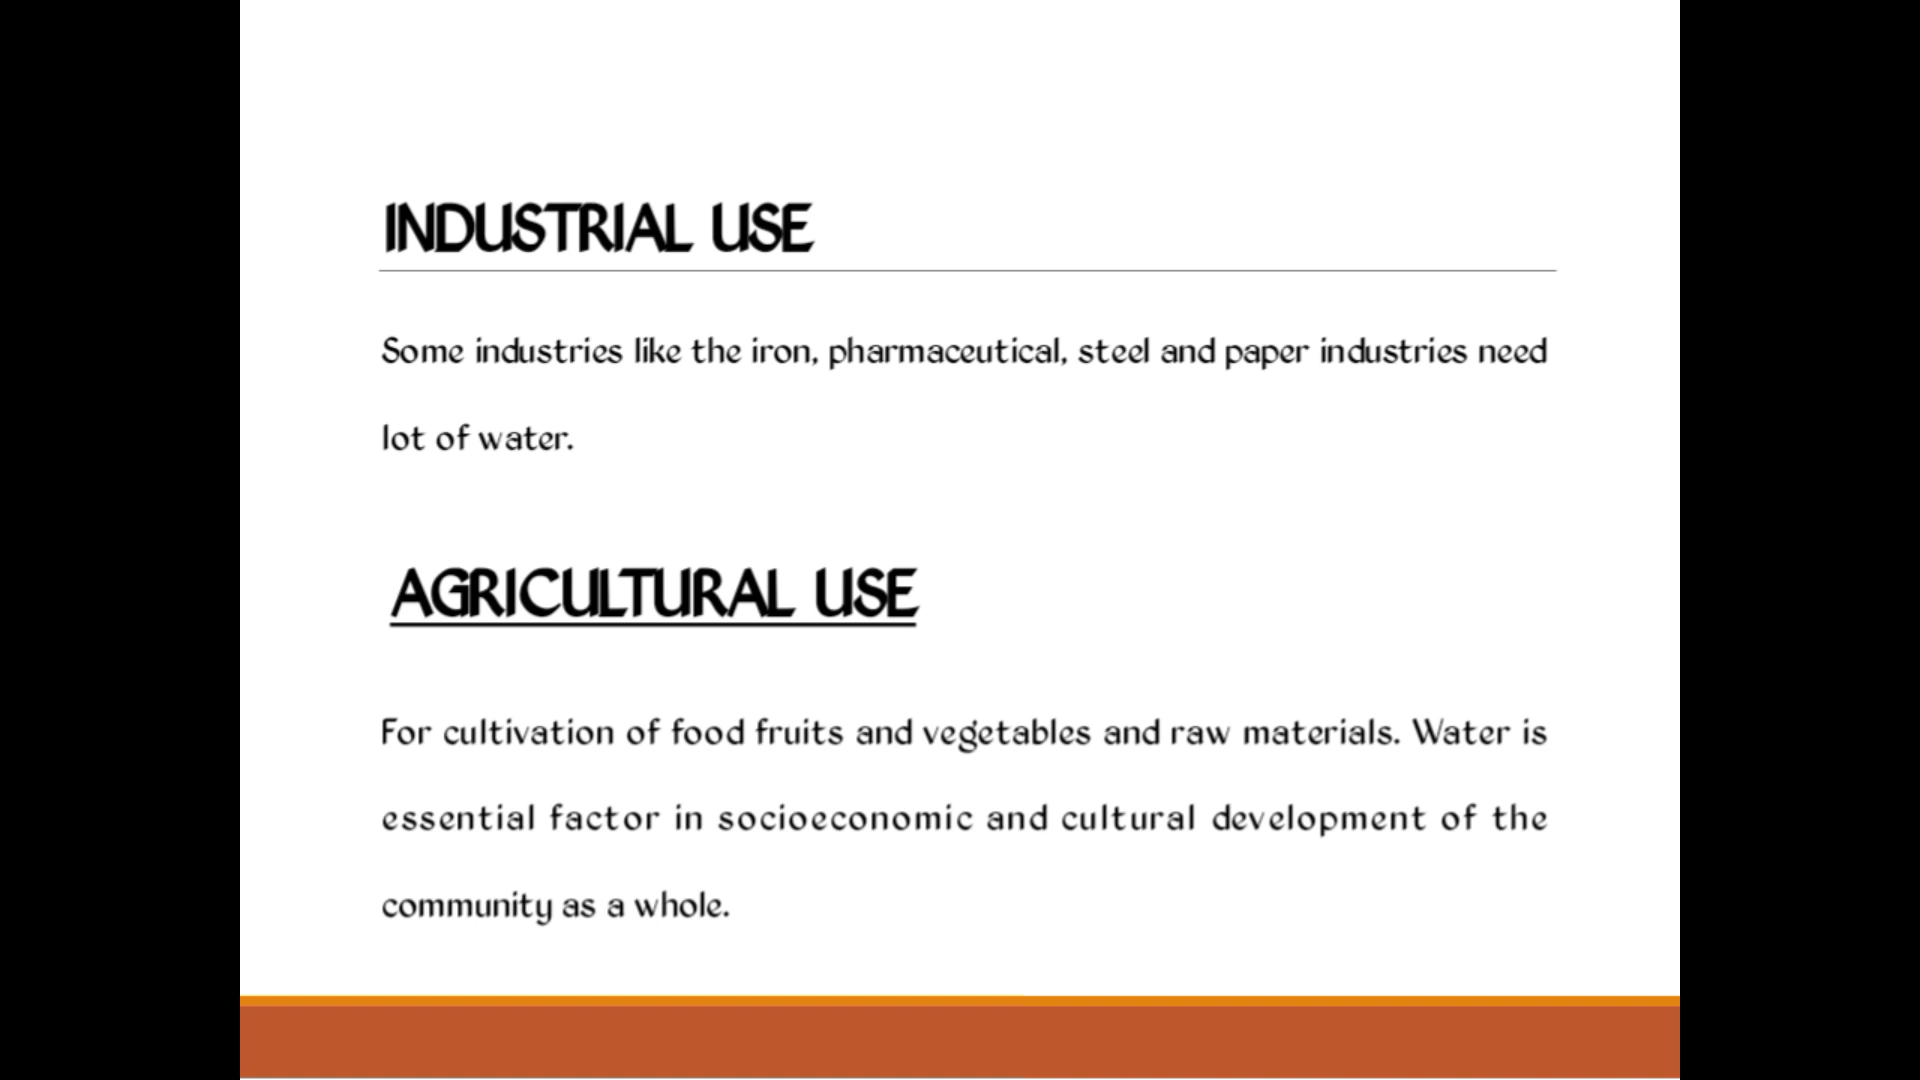 INDUSTRIAL USE
Some industries like the iron, pharmaceutical, steel and paper industries need
lot of water.
AGRICULTURAL USE
For cultivation of food fruits and vegetables and raw materials. Water is
essential factor in socioeconomic and cultural development of the
community as a whole.